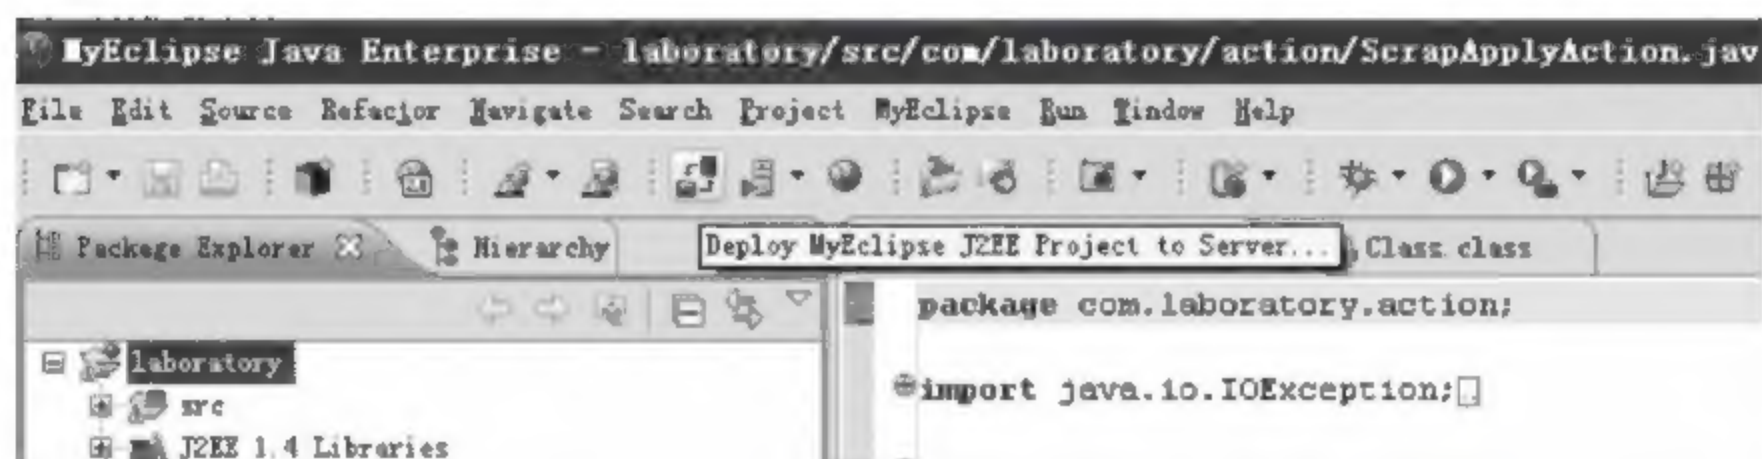 MyEclipse Java Enterprise - laboratory/src/com/laboratory/action/ScrapApplyAction.jav
File Edit Source Refactor Navigate Search Project MyEclipse Run Window Help
Package Explorer Hierarchy Deploy MyEclipse J2EE Project to Server... Class.class
package com.laboratory.action;
laboratory
import java.io.IOException;
src
J2EE 1.4 Libraries